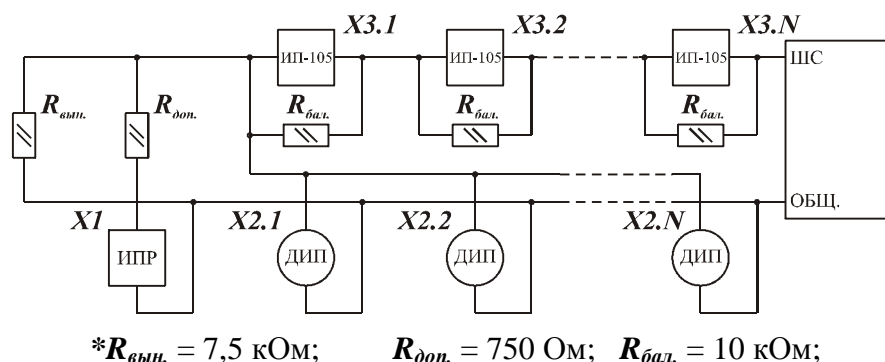 X3.1 X3.2 X3.N
ИП-105 ИП-105 ИП-105 ШС
Rвын. Rдоп. Rбал. Rбал. Rбал.
X1 X2.1 X2.2 X2.N ОБЩ.
ИПР ДИП ДИП ДИП
*Rвын. = 7,5 кОм; Rдоп. = 750 Ом; Rбал. = 10 кОм;